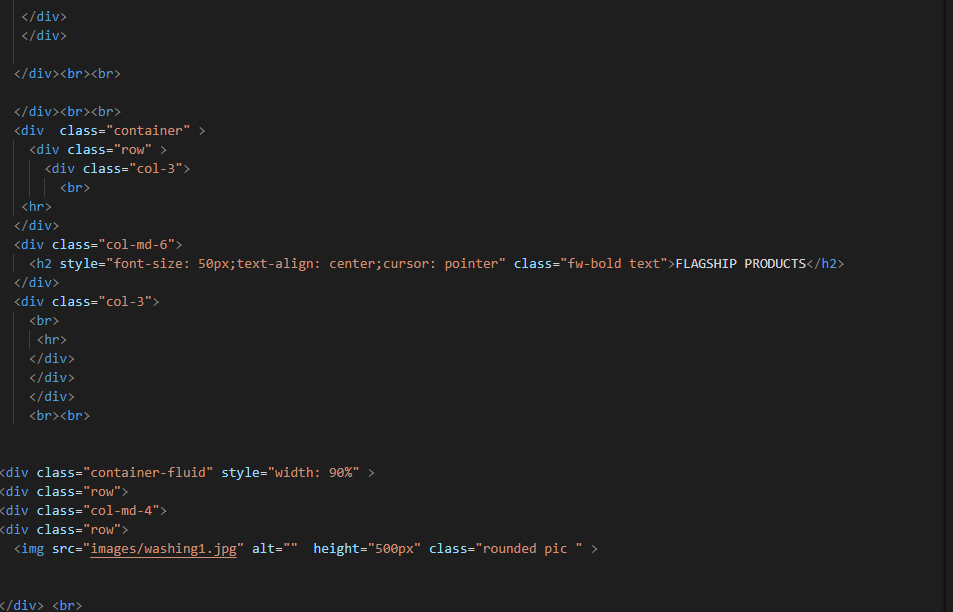 </div>
</div>
</div><br><br>
</div><br><br>
<div  class="container" >
<div class="row" >
<div class="col-3">
<br>
<hr>
</div>
<div class="col-md-6">
<h2 style="font-size: 50px;text-align: center;cursor: pointer" class="fw-bold text">FLAGSHIP PRODUCTS</h2>
</div>
<div class="col-3">
<br>
<hr>
</div>
</div>
</div>
<br><br>
<div class="container-fluid" style="width: 90%" >
<div class="row">
<div class="col-md-4">
<div class="row">
<img src="images/washing1.jpg" alt=""  height="500px" class="rounded pic " >
</div> <br>